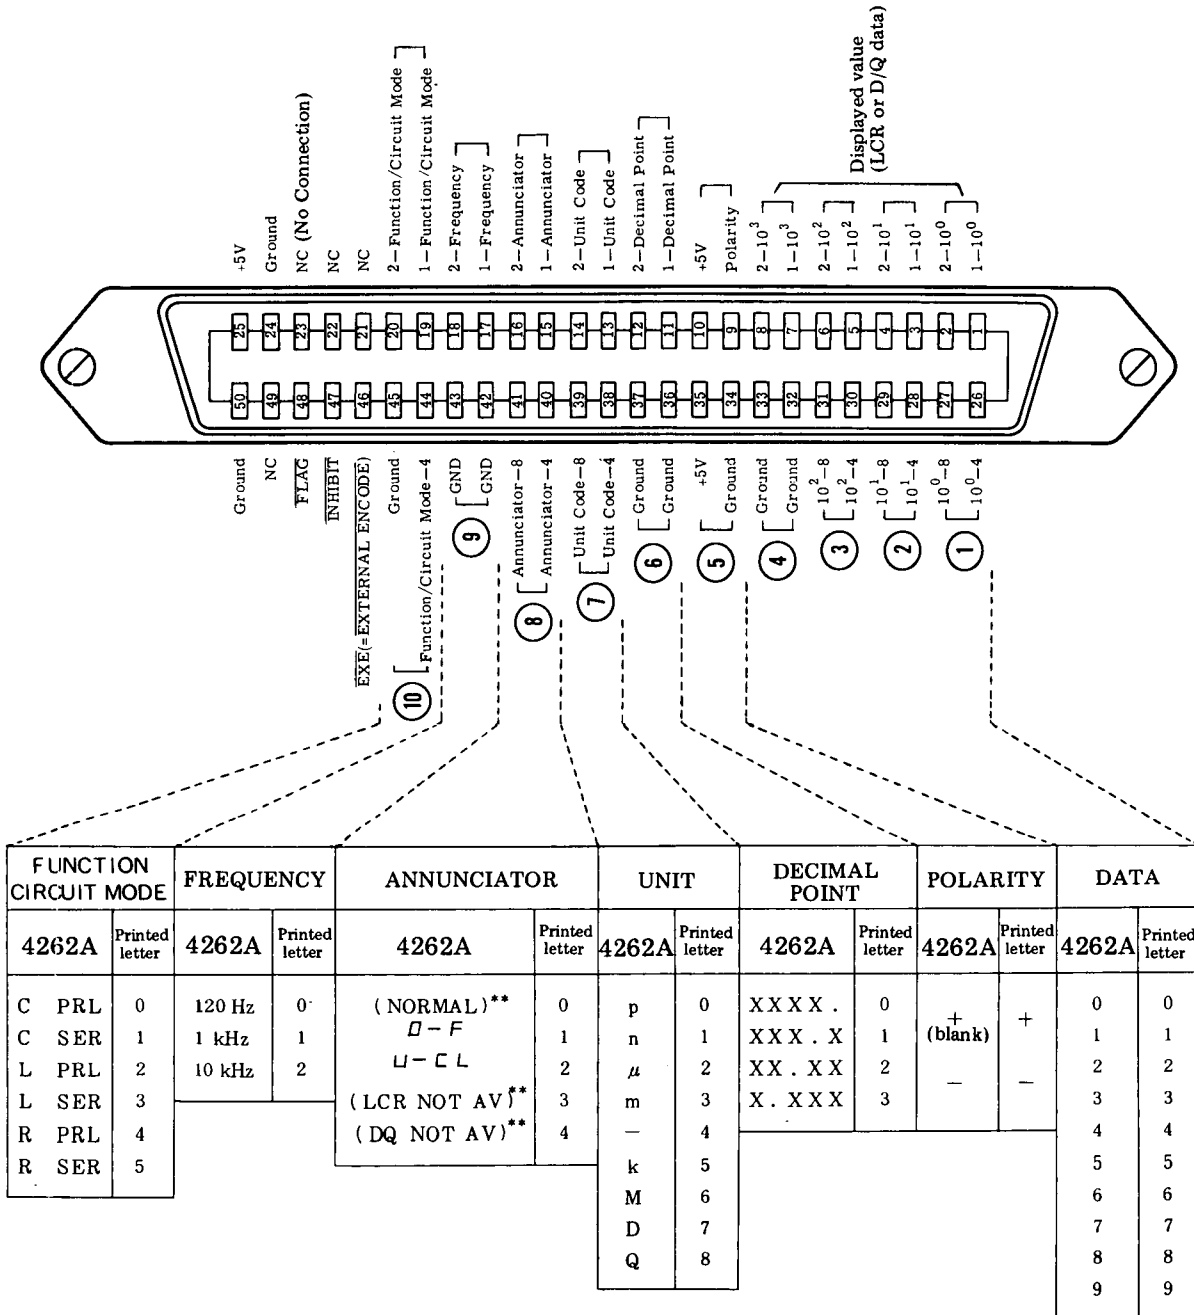 +5V
Ground
NC (No Connection)
NC
NC
2–Function/Circuit Mode
1–Function/Circuit Mode
2–Frequency
1–Frequency
2–Annunciator
1–Annunciator
2–Unit Code
1–Unit Code
2–Decimal Point
1–Decimal Point
+5V
Polarity
2–10³
1–10³
2–10²
1–10²
2–10¹
1–10¹
2–10⁰
1–10⁰
Displayed value
(LCR or D/Q data)
25 24 23 22 21 20 19 18 17 16 15 14 13 12 11 10 9 8 7 6 5 4 3 2 1
50 49 48 47 46 45 44 43 42 41 40 39 38 37 36 35 34 33 32 31 30 29 28 27 26
Ground
NC
FLAG
INHIBIT
EXE(=EXTERNAL ENCODE)
Ground
Function/Circuit Mode–4
GND
GND
Annunciator–8
Annunciator–4
Unit Code–8
Unit Code–4
Ground
Ground
+5V
Ground
Ground
Ground
10²–8
10²–4
10¹–8
10¹–4
10⁰–8
10⁰–4
10 9 8 7 6 5 4 3 2 1
FUNCTION CIRCUIT MODE
4262A Printed letter
C PRL 0
C SER 1
L PRL 2
L SER 3
R PRL 4
R SER 5
FREQUENCY
4262A Printed letter
120 Hz 0
1 kHz 1
10 kHz 2
ANNUNCIATOR
4262A Printed letter
(NORMAL)** 0
O-F 1
U-CL 2
(LCR NOT AV)** 3
(DQ NOT AV)** 4
UNIT
4262A Printed letter
p 0
n 1
μ 2
m 3
— 4
k 5
M 6
D 7
Q 8
DECIMAL POINT
4262A Printed letter
XXXX. 0
XXX.X 1
XX.XX 2
X.XXX 3
POLARITY
4262A Printed letter
+ (blank) +
— —
DATA
4262A Printed letter
0 0
1 1
2 2
3 3
4 4
5 5
6 6
7 7
8 8
9 9